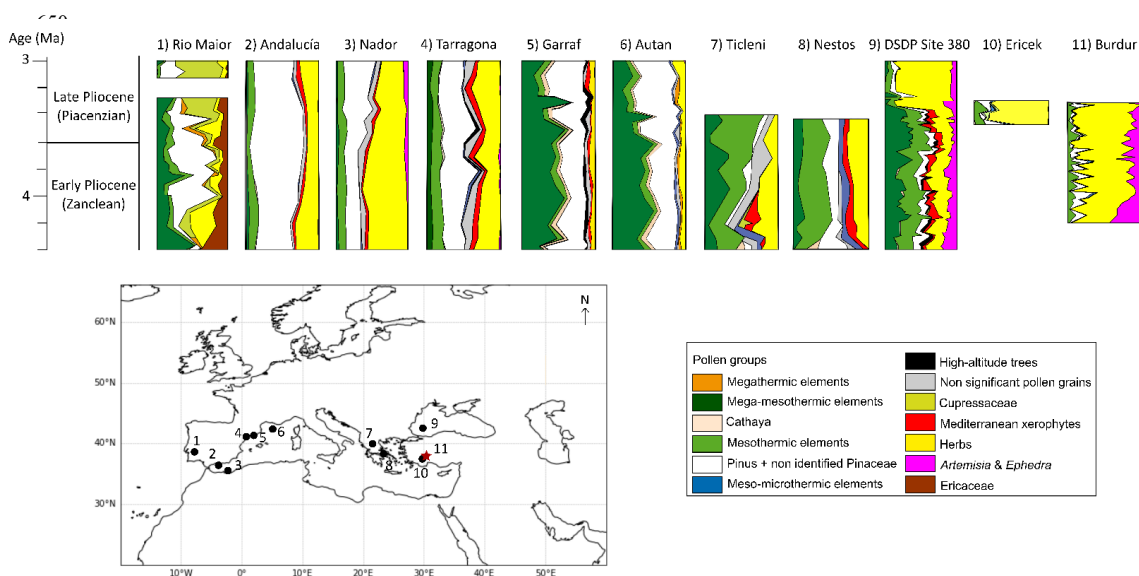 Age (Ma)
1) Rio Maior
2) Andalucía
3) Nador
4) Tarragona
5) Garraf
6) Autan
7) Ticleni
8) Nestos
9) DSDP Site 380
10) Ericek
11) Burdur
3
Late Pliocene
(Piacenzian)
Early Pliocene
(Zanclean)
4
N
60°N
50°N
40°N
30°N
10°W
0°
10°E
20°E
30°E
40°E
50°E
1
2
3
4
5
6
7
8
9
10
11
Pollen groups
Megathermic elements
Mega-mesothermic elements
Cathaya
Mesothermic elements
Pinus + non identified Pinaceae
Meso-microthermic elements
High-altitude trees
Non significant pollen grains
Cupressaceae
Mediterranean xerophytes
Herbs
Artemisia & Ephedra
Ericaceae